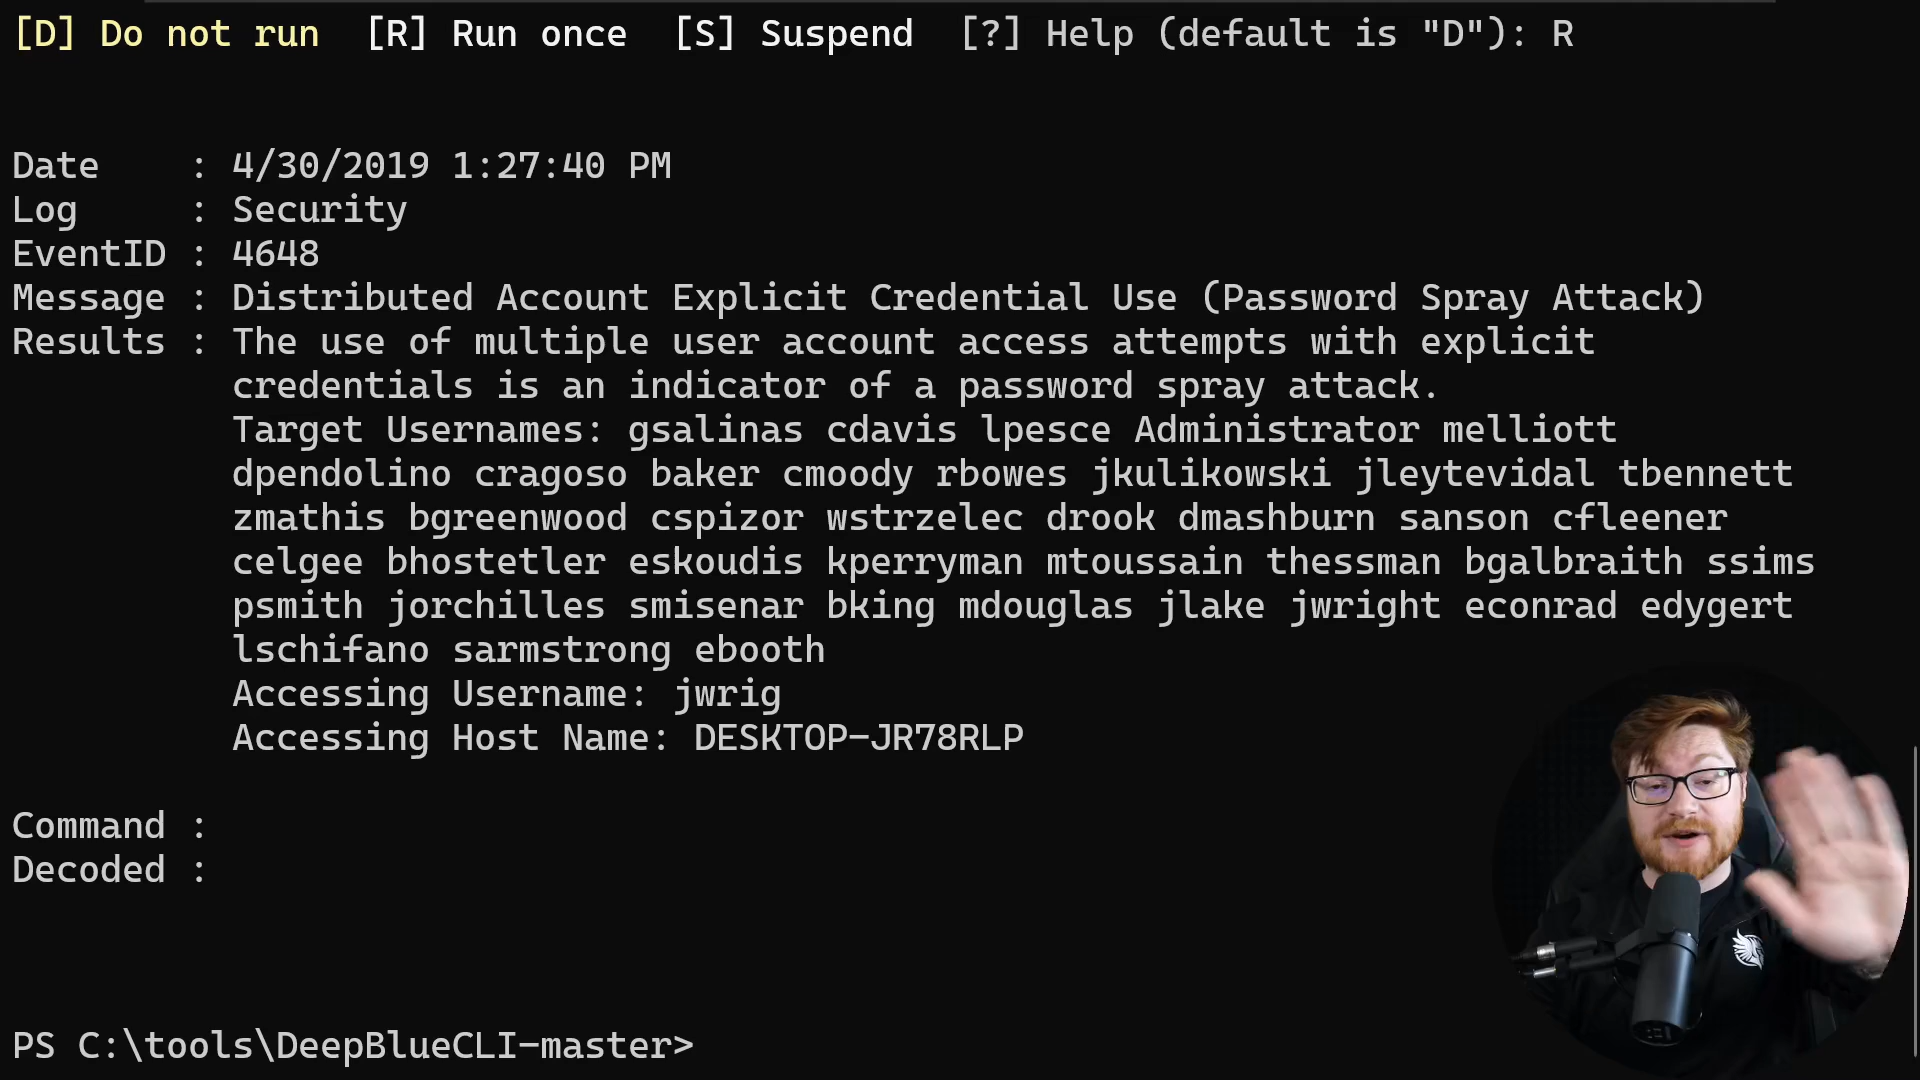 [D] Do not run  [R] Run once  [S] Suspend  [?] Help (default is "D"): R
Date    : 4/30/2019 1:27:40 PM
Log     : Security
EventID : 4648
Message : Distributed Account Explicit Credential Use (Password Spray Attack)
Results : The use of multiple user account access attempts with explicit
credentials is an indicator of a password spray attack.
Target Usernames: gsalinas cdavis lpesce Administrator melliott
dpendolino cragoso baker cmoody rbowes jkulikowski jleytevidal tbennett
zmathis bgreenwood cspizor wstrzelec drook dmashburn sanson cfleener
celgee bhostetler eskoudis kperryman mtoussain thessman bgalbraith ssims
psmith jorchilles smisenar bking mdouglas jlake jwright econrad edygert
lschifano sarmstrong ebooth
Accessing Username: jwrig
Accessing Host Name: DESKTOP-JR78RLP
Command :
Decoded :
PS C:\tools\DeepBlueCLI-master>